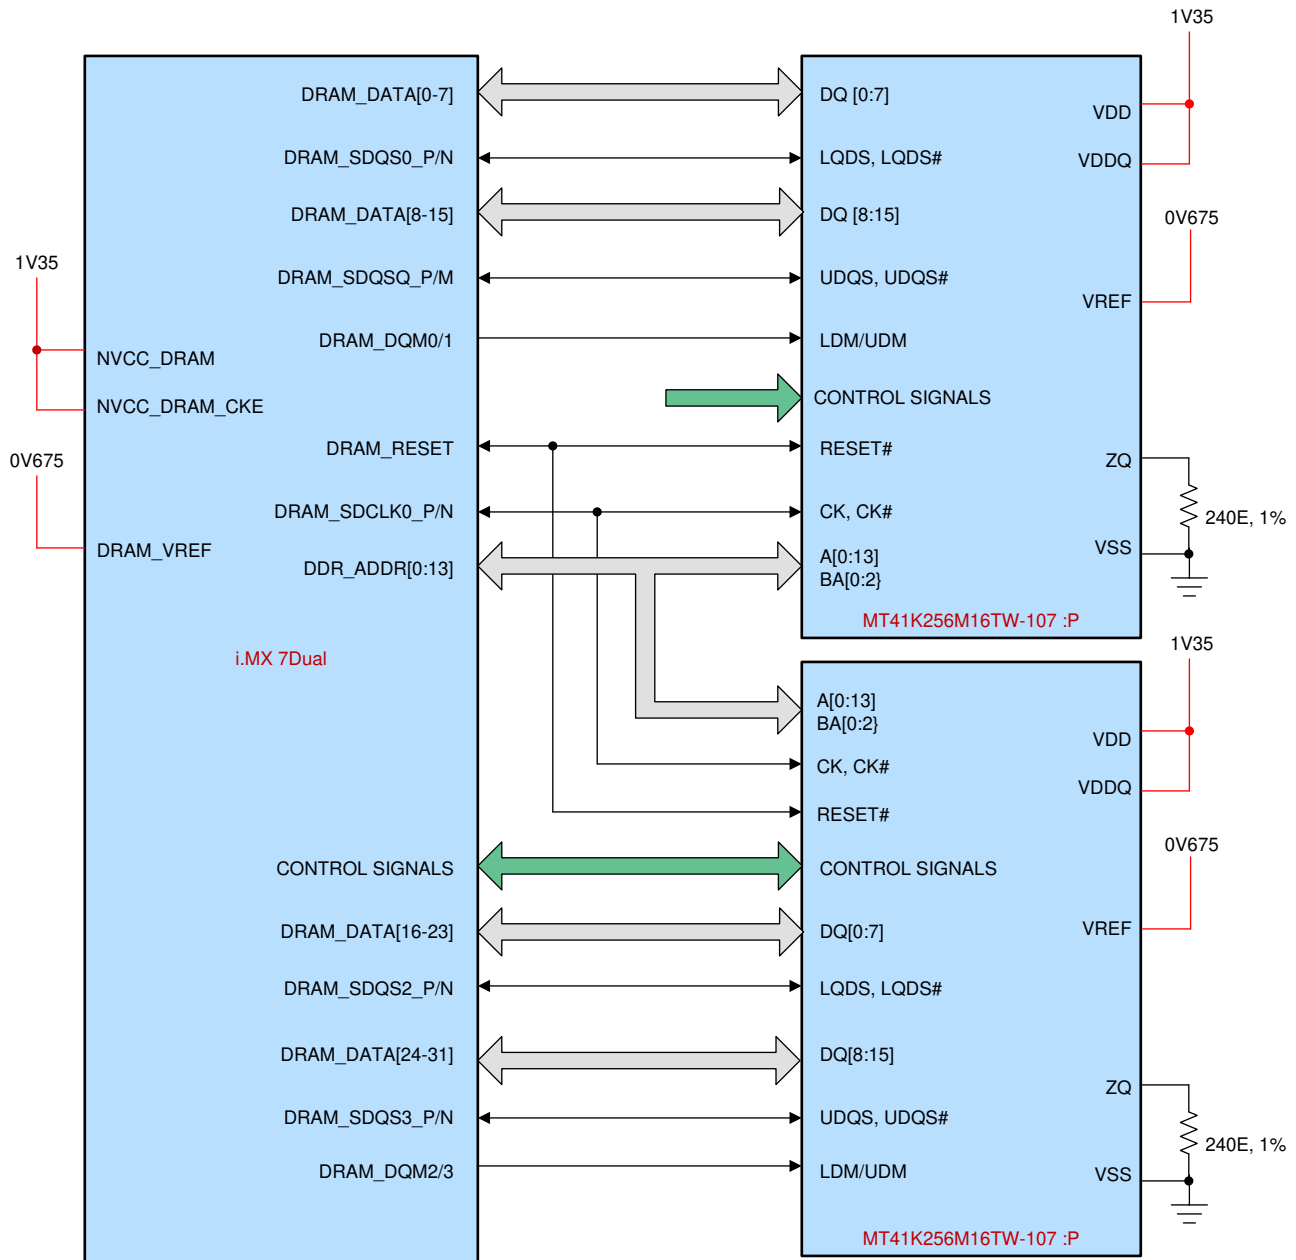 1V35
NVCC_DRAM
NVCC_DRAM_CKE
0V675
DRAM_VREF
DRAM_DATA[0-7]
DRAM_SDQS0_P/N
DRAM_DATA[8-15]
DRAM_SDQSQ_P/M
DRAM_DQM0/1
DRAM_RESET
DRAM_SDCLK0_P/N
DDR_ADDR[0:13]
i.MX 7Dual
CONTROL SIGNALS
DRAM_DATA[16-23]
DRAM_SDQS2_P/N
DRAM_DATA[24-31]
DRAM_SDQS3_P/N
DRAM_DQM2/3
DQ [0:7]
LQDS, LQDS#
DQ [8:15]
UDQS, UDQS#
LDM/UDM
CONTROL SIGNALS
RESET#
CK, CK#
A[0:13]
BA[0:2}
1V35
VDD
VDDQ
0V675
VREF
ZQ
240E, 1%
VSS
MT41K256M16TW-107 :P
A[0:13]
BA[0:2}
CK, CK#
RESET#
CONTROL SIGNALS
DQ[0:7]
LQDS, LQDS#
DQ[8:15]
UDQS, UDQS#
LDM/UDM
1V35
VDD
VDDQ
0V675
VREF
ZQ
240E, 1%
VSS
MT41K256M16TW-107 :P